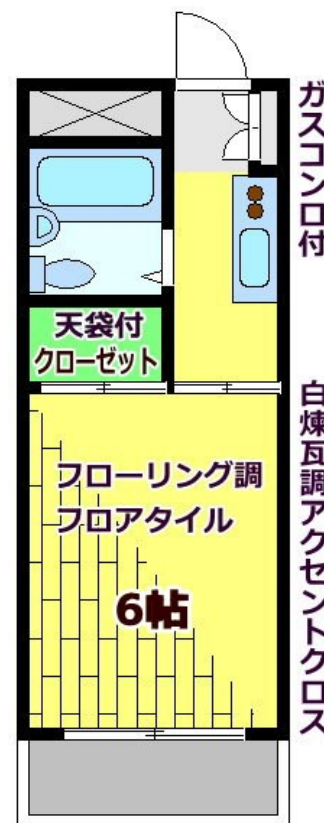 ガスコンロ付
天袋付
クローゼット
フローリング調
フロアタイル
6帖
白煉瓦調アクセントクロス